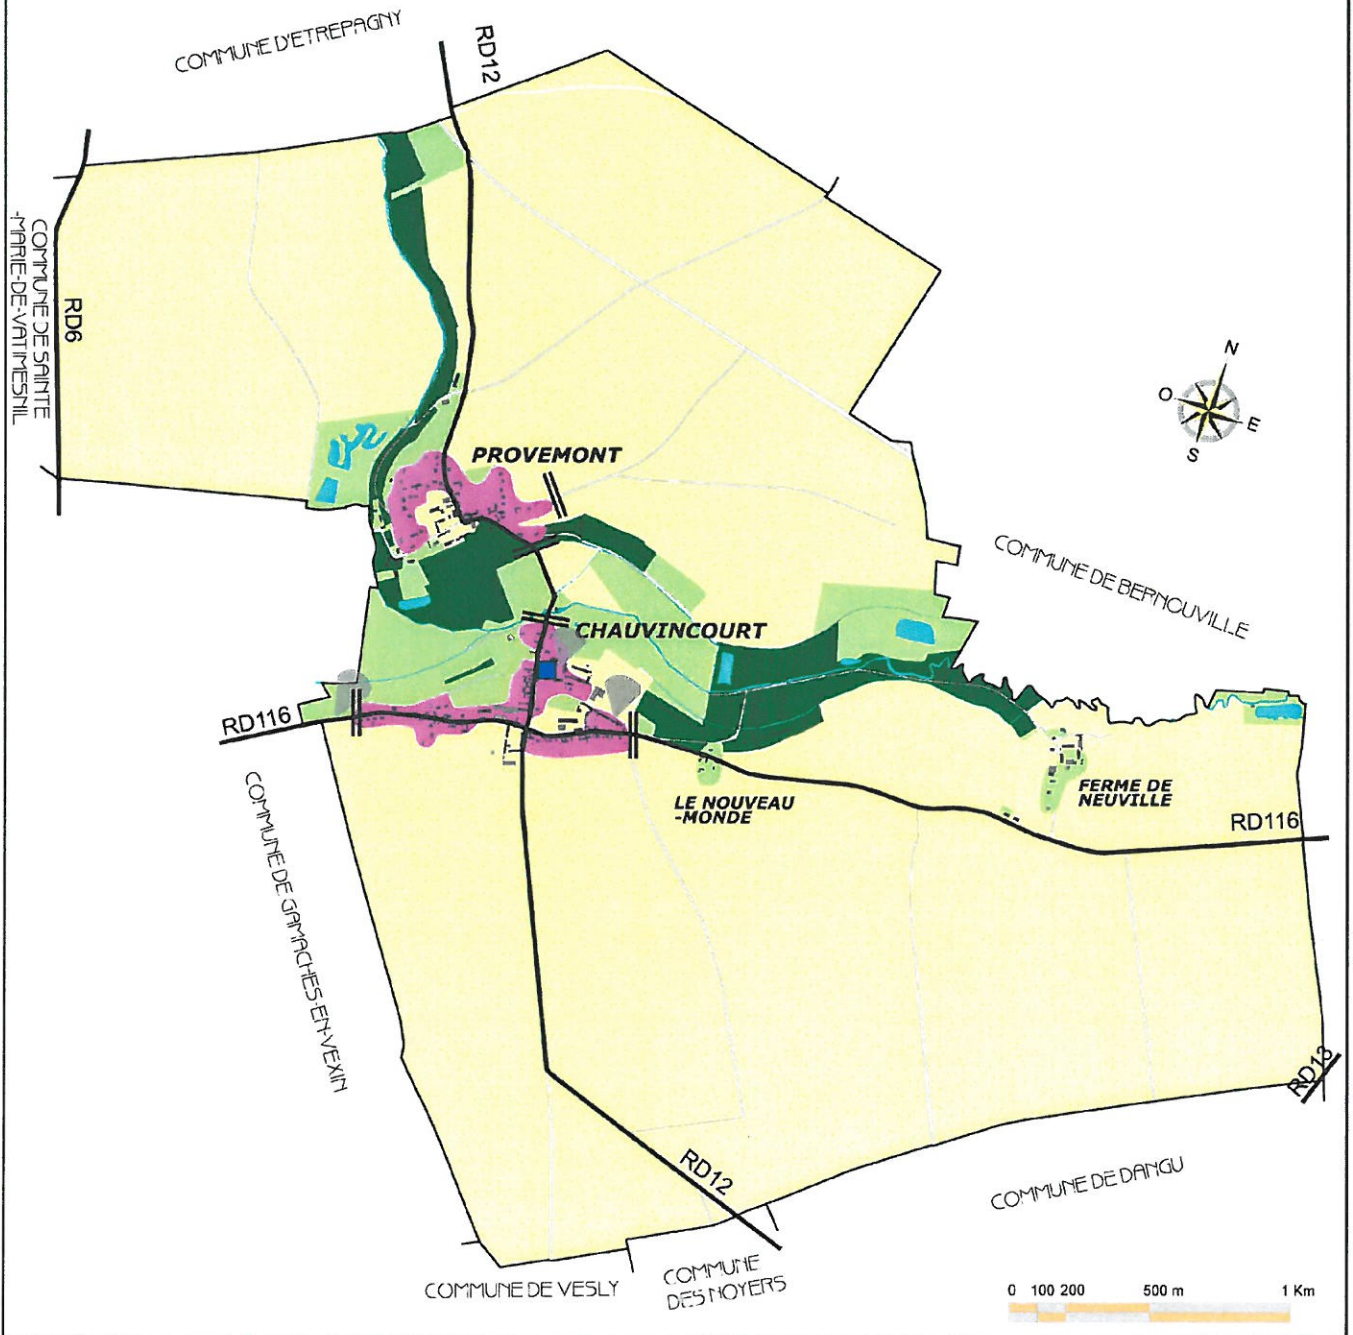 COMMUNE D'ETREPAGNY
RD12
COMMUNE DE SAINTE
-MARIE-DE-VATIMESNIL
RD6
N
O
E
S
PROVEMONT
COMMUNE DE BERNOUVILLE
CHAUVINCOURT
RD116
LE NOUVEAU
-MONDE
FERME DE
NEUVILLE
RD116
COMMUNE DE GAMACHES-EN-VEXIN
RD13
RD12
COMMUNE DE DANGU
COMMUNE DE VESLY
COMMUNE
DES NOYERS
0 100 200 500 m 1 Km